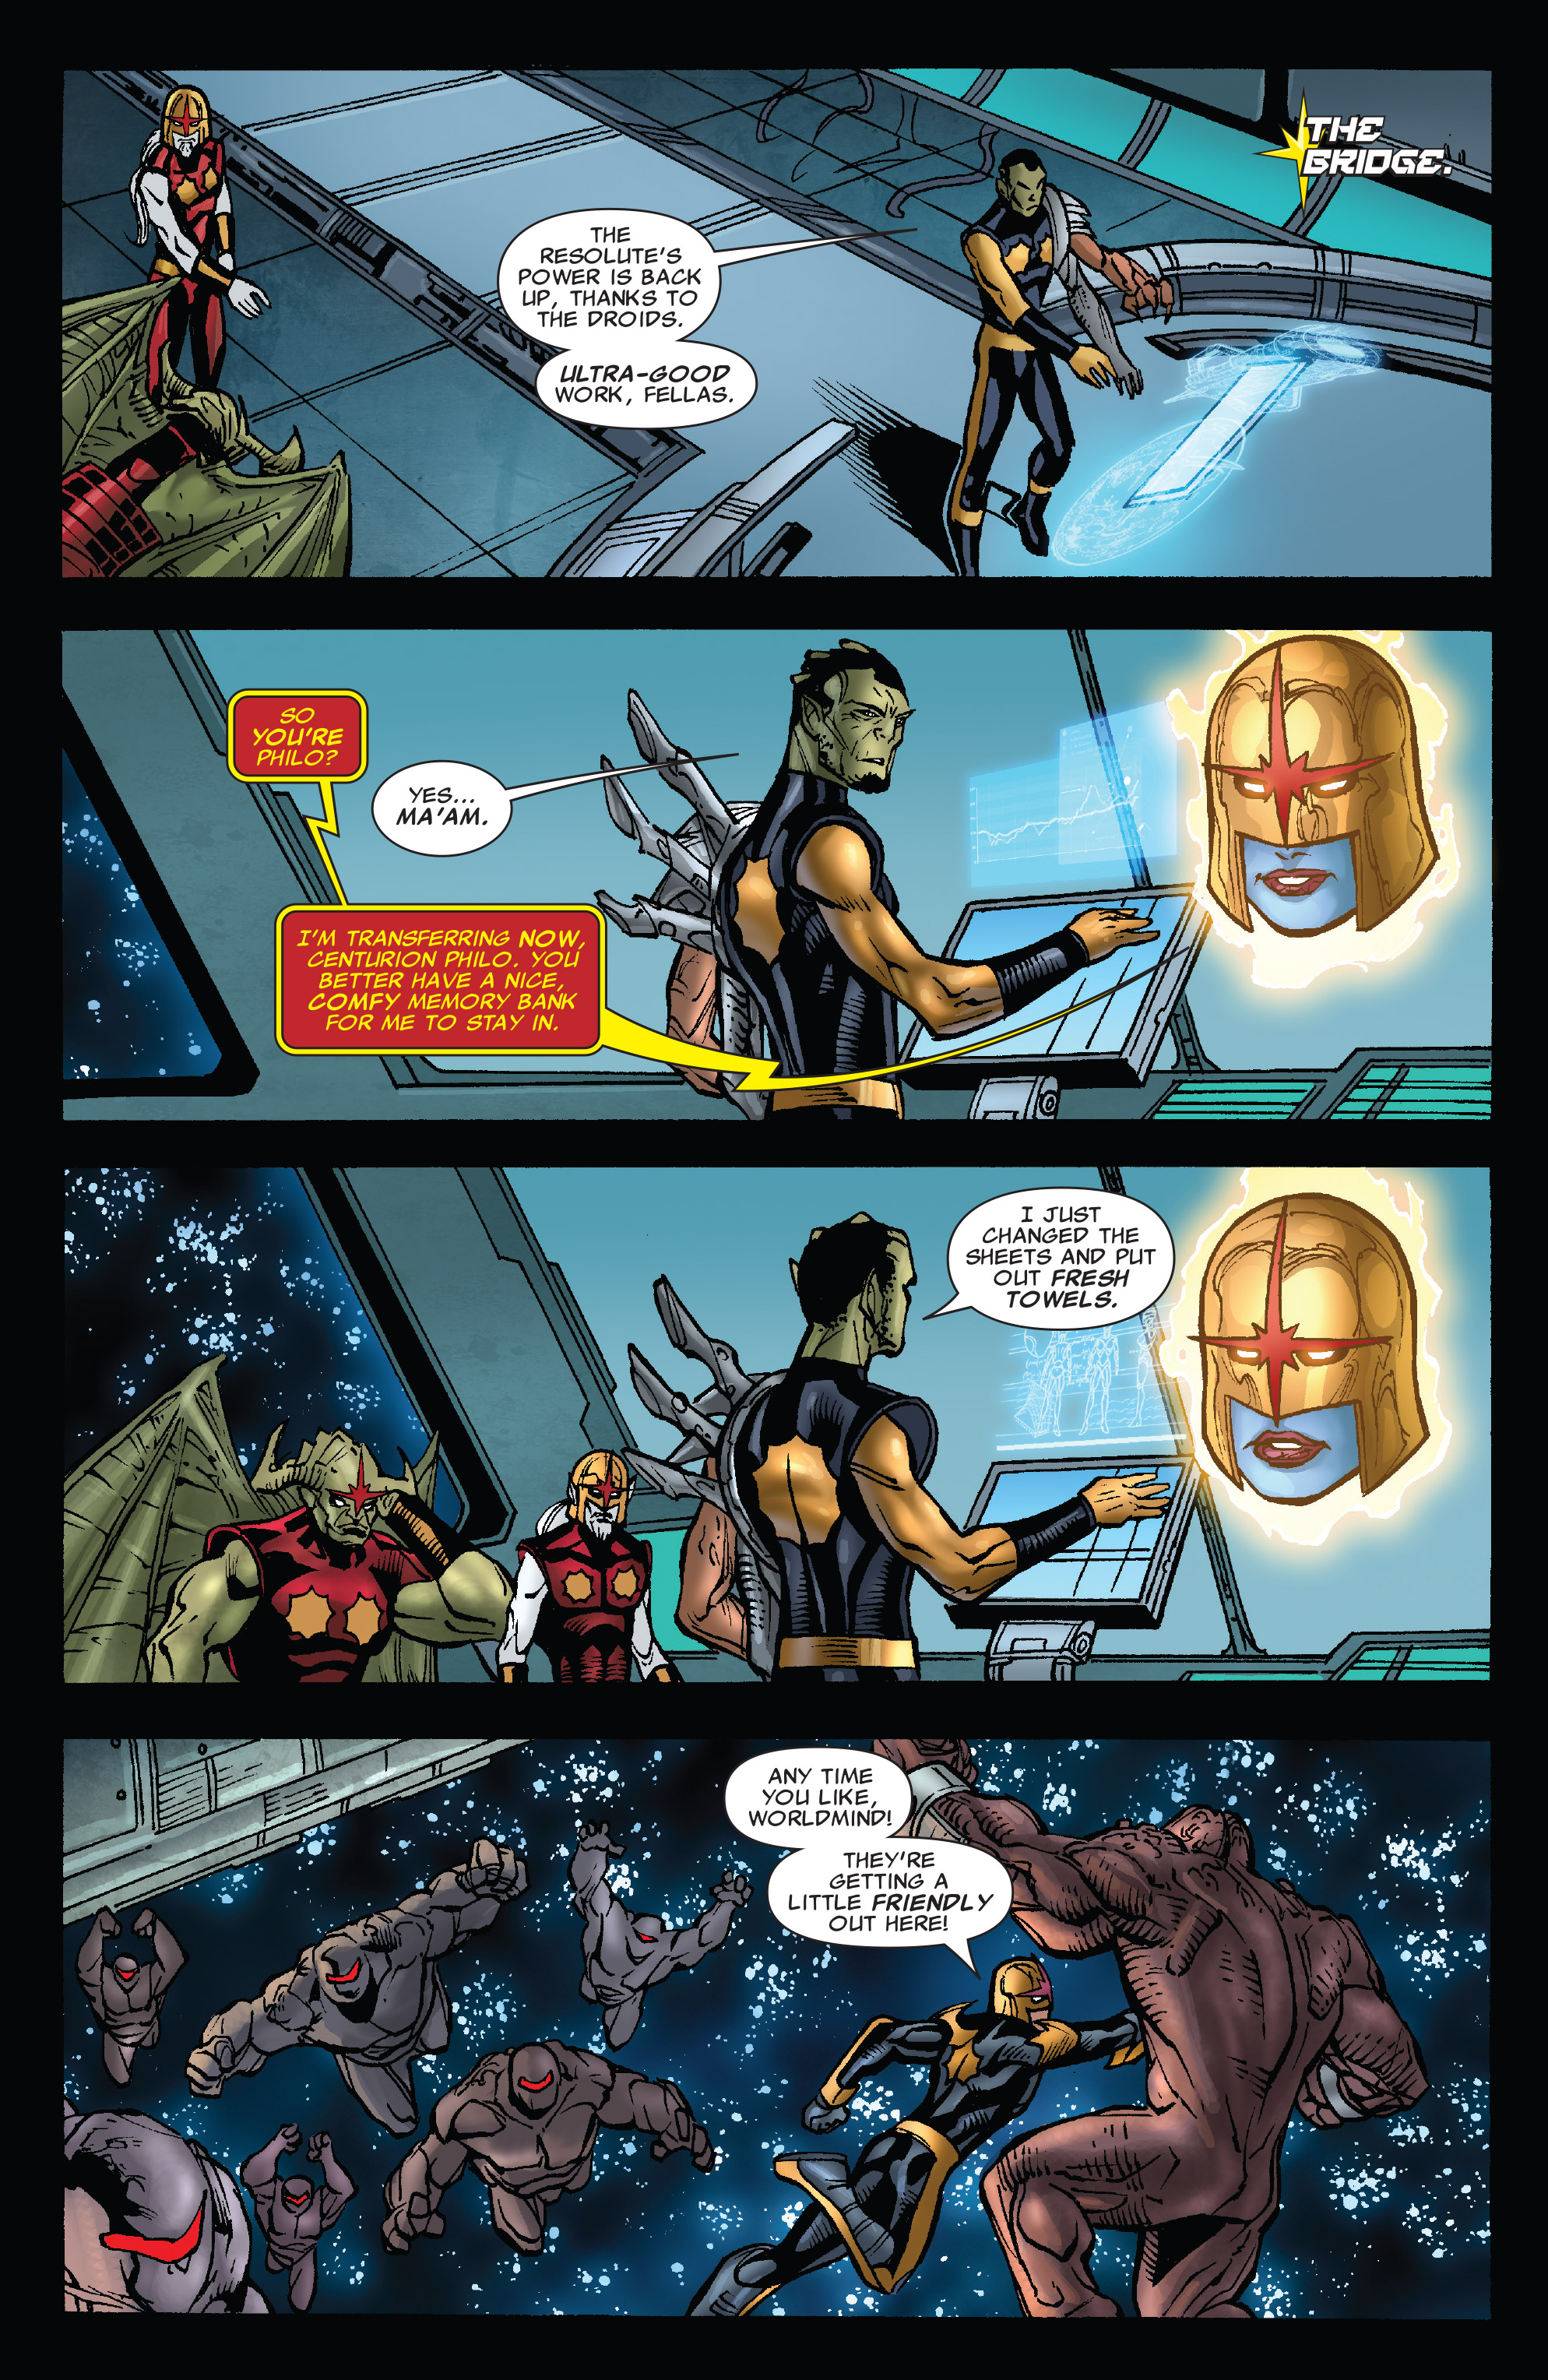 THE
BRIDGE.
THE
RESOLUTE'S
POWER IS BACK
UP, THANKS TO
THE DROIDS.
ULTRA-GOOD
WORK, FELLAS.
SO
YOU'RE
PHILO?
YES...
MA'AM.
I'M TRANSFERRING NOW,
CENTURION PHILO. YOU
BETTER HAVE A NICE,
COMFY MEMORY BANK
FOR ME TO STAY IN.
I JUST
CHANGED THE
SHEETS AND PUT
OUT FRESH
TOWELS.
ANY TIME
YOU LIKE,
WORLDMIND!
THEY'RE
GETTING A
LITTLE FRIENDLY
OUT HERE!